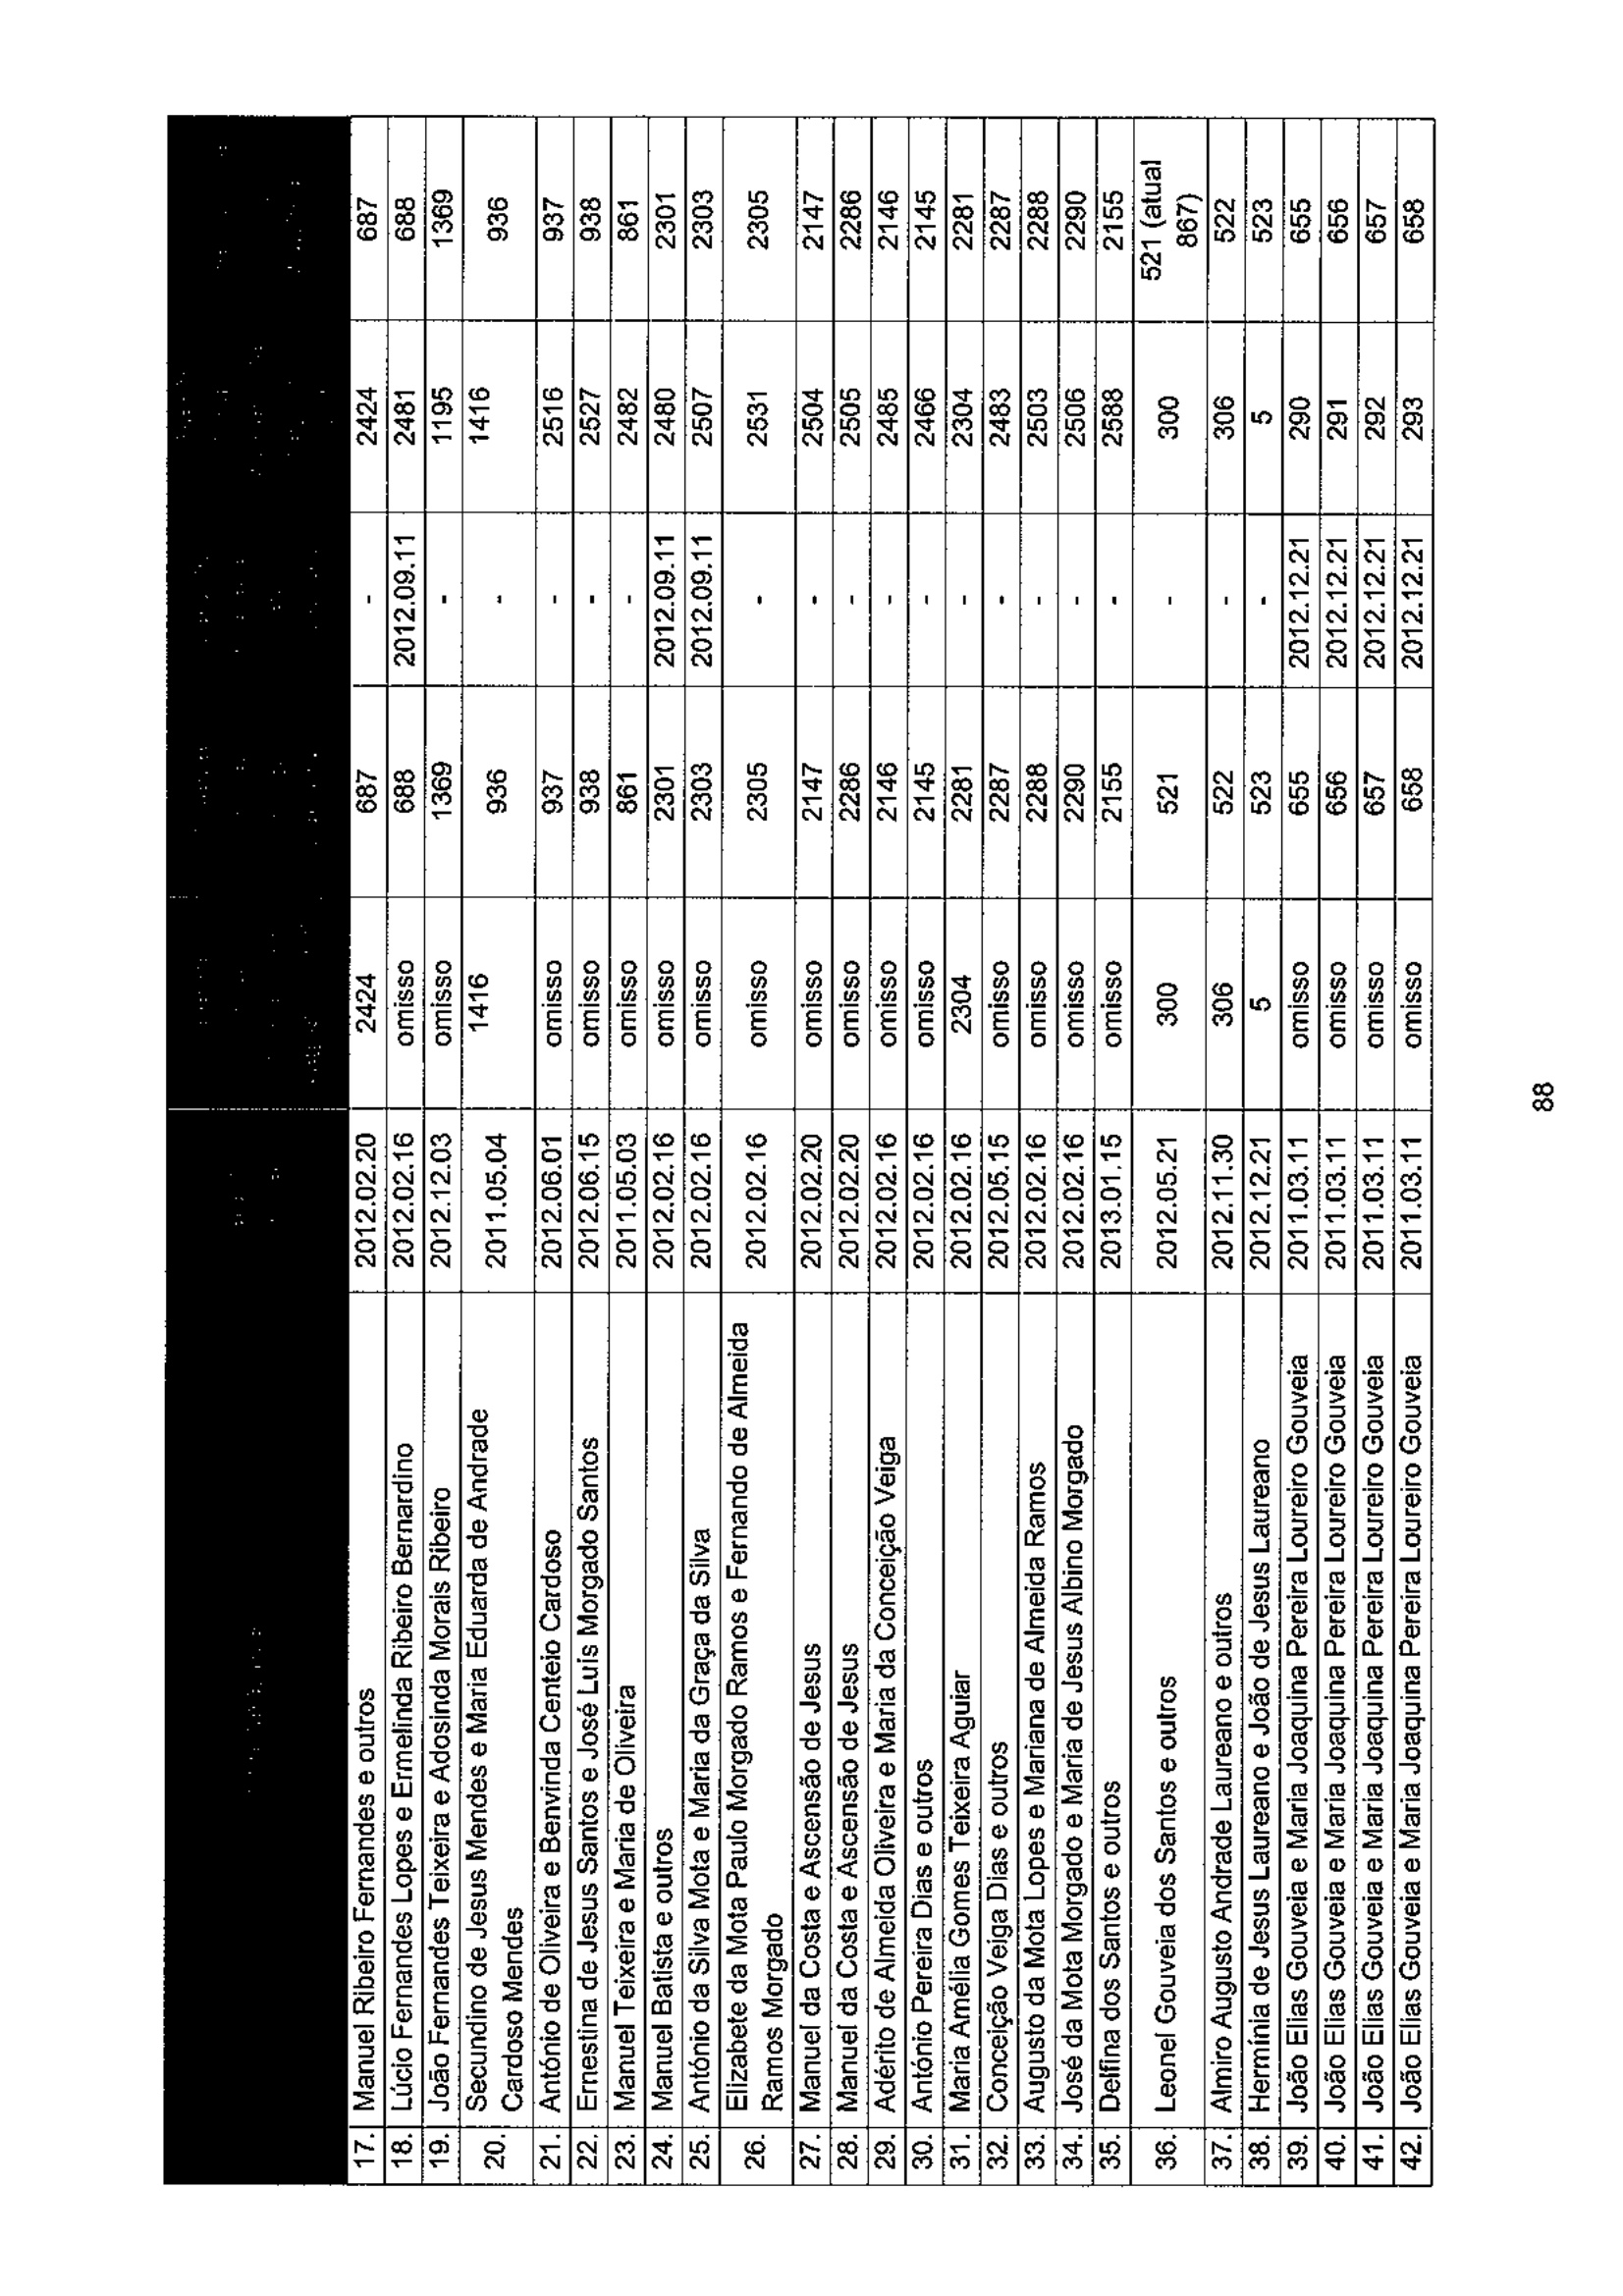 17. Manuel Ribeiro Fernandes e outros 2012.02.20 2424 687 - 2424 687
18. Lúcio Fernandes Lopes e Ermelinda Ribeiro Bernardino 2012.02.16 omisso 688 2012.09.11 2481 688
19. João Fernandes Teixeira e Adosinda Morais Ribeiro 2012.12.03 omisso 1369 - 1195 1369
20. Secundino de Jesus Mendes e Maria Eduarda de Andrade
Cardoso Mendes 2011.05.04 1416 936 - 1416 936
21. António de Oliveira e Benvinda Centeio Cardoso 2012.06.01 omisso 937 - 2516 937
22. Ernestina de Jesus Santos e José Luis Morgado Santos 2012.06.15 omisso 938 - 2527 938
23. Manuel Teixeira e Maria de Oliveira 2011.05.03 omisso 861 - 2482 861
24. Manuel Batista e outros 2012.02.16 omisso 2301 2012.09.11 2480 2301
25. António da Silva Mota e Maria da Graça da Silva 2012.02.16 omisso 2303 2012.09.11 2507 2303
26. Elizabete da Mota Paulo Morgado Ramos e Fernando de Almeida
Ramos Morgado 2012.02.16 omisso 2305 - 2531 2305
27. Manuel da Costa e Ascensão de Jesus 2012.02.20 omisso 2147 - 2504 2147
28. Manuel da Costa e Ascensão de Jesus 2012.02.20 omisso 2286 - 2505 2286
29. Adérito de Almeida Oliveira e Maria da Conceição Veiga 2012.02.16 omisso 2146 - 2485 2146
30. António Pereira Dias e outros 2012.02.16 omisso 2145 - 2466 2145
31. Maria Amélia Gomes Teixeira Aguiar 2012.02.16 2304 2281 - 2304 2281
32. Conceição Veiga Dias e outros 2012.05.15 omisso 2287 - 2483 2287
33. Augusto da Mota Lopes e Mariana de Almeida Ramos 2012.02.16 omisso 2288 - 2503 2288
34. José da Mota Morgado e Maria de Jesus Albino Morgado 2012.02.16 omisso 2290 - 2506 2290
35. Delfina dos Santos e outros 2013.01.15 omisso 2155 - 2588 2155
36. Leonel Gouveia dos Santos e outros 2012.05.21 300 521 - 300 521 (atual
867)
37. Almiro Augusto Andrade Laureano e outros 2012.11.30 306 522 - 306 522
38. Hermínia de Jesus Laureano e João de Jesus Laureano 2012.12.21 5 523 - 5 523
39. João Elias Gouveia e Maria Joaquina Pereira Loureiro Gouveia 2011.03.11 omisso 655 2012.12.21 290 655
40. João Elias Gouveia e Maria Joaquina Pereira Loureiro Gouveia 2011.03.11 omisso 656 2012.12.21 291 656
41. João Elias Gouveia e Maria Joaquina Pereira Loureiro Gouveia 2011.03.11 omisso 657 2012.12.21 292 657
42. João Elias Gouveia e Maria Joaquina Pereira Loureiro Gouveia 2011.03.11 omisso 658 2012.12.21 293 658
88